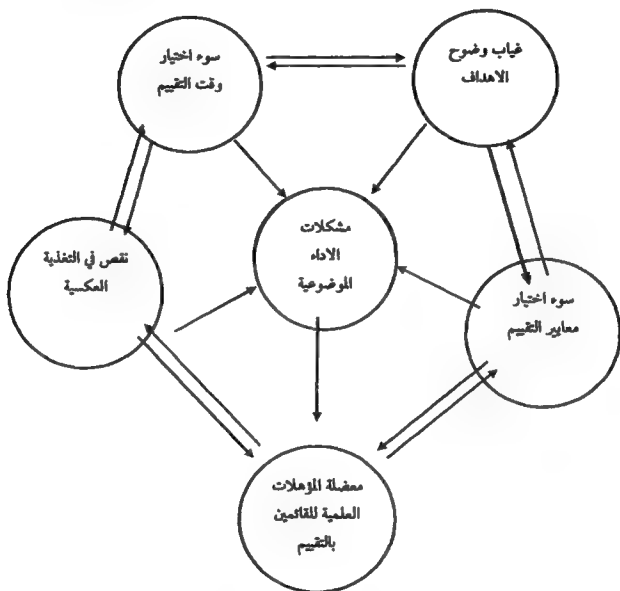 غياب وضوح
الاهداف
سوء اختيار
وقت التقييم
مشكلات
الاداء
الموضوعية
نقص في التغذية
العكسية
سوء اختيار
معايير التقييم
معضلة المؤهلات
العلمية للقائمين
بالتقييم